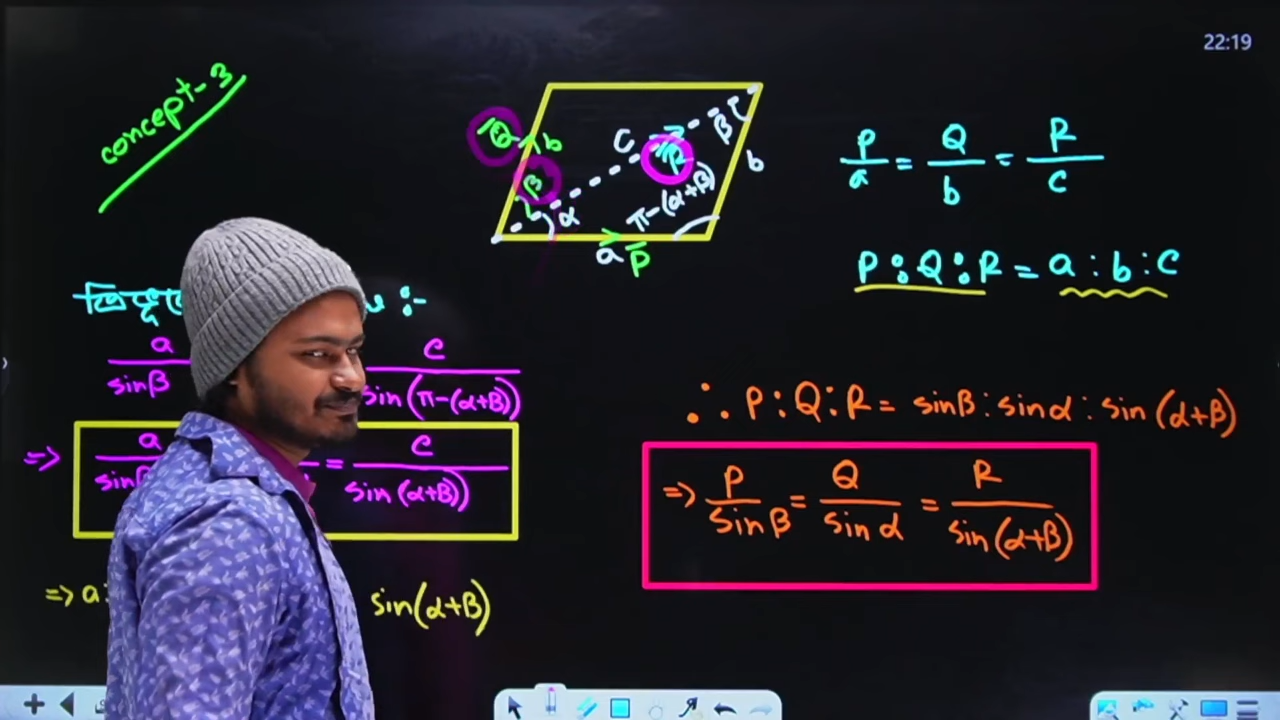 22:19
concept-3
Q b
C R β b
β α π-(α+β)
a P
P/a = Q/b = R/c
P:Q:R = a:b:c
:-
a/sinβ c/sin(π-(α+β))
=> a = c/sin(α+β)
=> a: sin(α+β)
∴ P:Q:R = sinβ:sinα:sin(α+β)
=> P/sinβ = Q/sinα = R/sin(α+β)